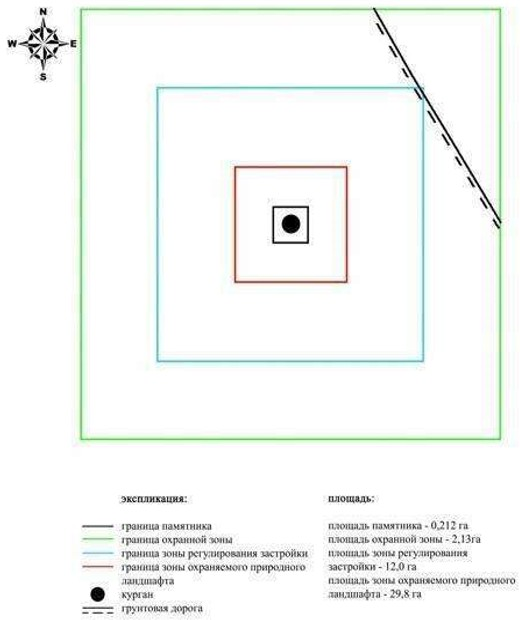 N
W E
S
экспликация:
граница памятника
граница охранной зоны
граница зоны регулирования застройки
граница зоны охраняемого природного
ландшафта
курган
грунтовая дорога
площадь:
площадь памятника - 0,212 га
площадь охранной зоны - 2,13га
площадь зоны регулирования
застройки - 12,0 га
площадь зоны охраняемого природного
ландшафта - 29,8 га